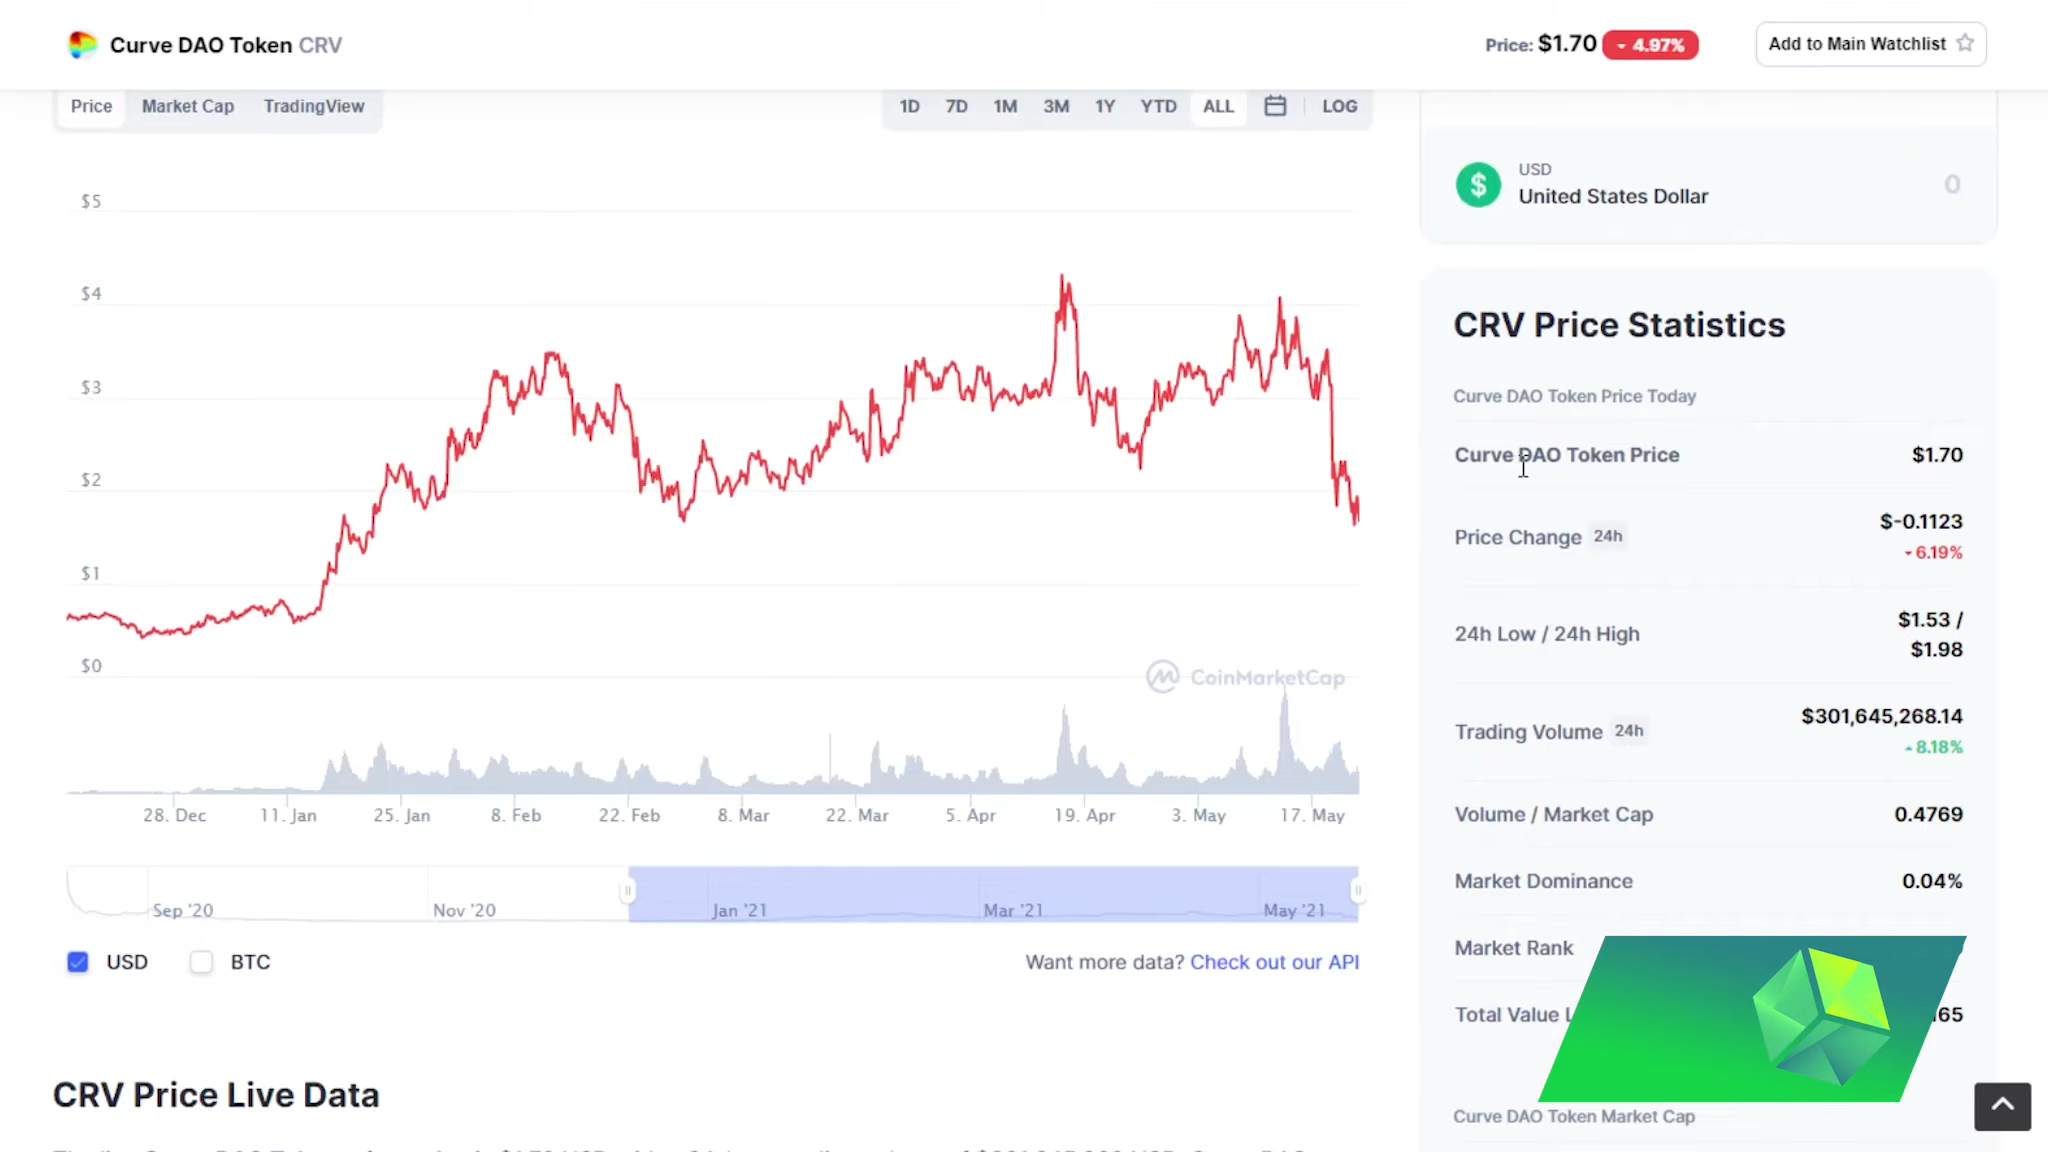 Curve DAO Token CRV
Price: $1.70 4.97%
Add to Main Watchlist
Price Market Cap TradingView
1D 7D 1M 3M 1Y YTD ALL LOG
USD
United States Dollar
0
$5
$4
$3
$2
$1
$0
CoinMarketCap
28. Dec 11. Jan 25. Jan 8. Feb 22. Feb 8. Mar 22. Mar 5. Apr 19. Apr 3. May 17. May
Sep '20 Nov '20 Jan '21 Mar '21 May '21
USD BTC
Want more data? Check out our API
CRV Price Live Data
CRV Price Statistics
Curve DAO Token Price Today
Curve DAO Token Price $1.70
Price Change 24h $-0.1123
6.19%
24h Low / 24h High $1.53 /
$1.98
Trading Volume 24h $301,645,268.14
8.18%
Volume / Market Cap 0.4769
Market Dominance 0.04%
Market Rank
Total Value
65
Curve DAO Token Market Cap